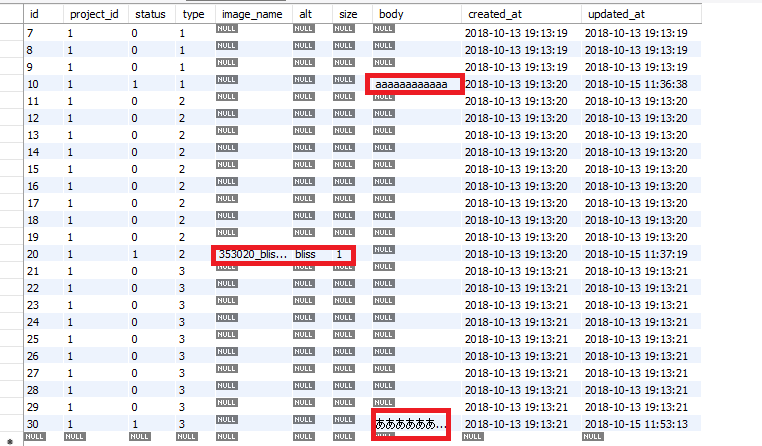 id project_id status type image_name alt size body created_at updated_at
7 1 0 1 NULL NULL NULL NULL 2018-10-13 19:13:19 2018-10-13 19:13:19
8 1 0 1 NULL NULL NULL NULL 2018-10-13 19:13:19 2018-10-13 19:13:19
9 1 0 1 NULL NULL NULL NULL 2018-10-13 19:13:19 2018-10-13 19:13:19
10 1 1 1 NULL NULL NULL aaaaaaaaaaaa 2018-10-13 19:13:20 2018-10-15 11:36:38
11 1 0 2 NULL NULL NULL NULL 2018-10-13 19:13:20 2018-10-13 19:13:20
12 1 0 2 NULL NULL NULL NULL 2018-10-13 19:13:20 2018-10-13 19:13:20
13 1 0 2 NULL NULL NULL NULL 2018-10-13 19:13:20 2018-10-13 19:13:20
14 1 0 2 NULL NULL NULL NULL 2018-10-13 19:13:20 2018-10-13 19:13:20
15 1 0 2 NULL NULL NULL NULL 2018-10-13 19:13:20 2018-10-13 19:13:20
16 1 0 2 NULL NULL NULL NULL 2018-10-13 19:13:20 2018-10-13 19:13:20
17 1 0 2 NULL NULL NULL NULL 2018-10-13 19:13:20 2018-10-13 19:13:20
18 1 0 2 NULL NULL NULL NULL 2018-10-13 19:13:20 2018-10-13 19:13:20
19 1 0 2 NULL NULL NULL NULL 2018-10-13 19:13:20 2018-10-13 19:13:20
20 1 1 2 353020_blis... bliss 1 NULL 2018-10-13 19:13:20 2018-10-15 11:37:19
21 1 0 3 NULL NULL NULL NULL 2018-10-13 19:13:21 2018-10-13 19:13:21
22 1 0 3 NULL NULL NULL NULL 2018-10-13 19:13:21 2018-10-13 19:13:21
23 1 0 3 NULL NULL NULL NULL 2018-10-13 19:13:21 2018-10-13 19:13:21
24 1 0 3 NULL NULL NULL NULL 2018-10-13 19:13:21 2018-10-13 19:13:21
25 1 0 3 NULL NULL NULL NULL 2018-10-13 19:13:21 2018-10-13 19:13:21
26 1 0 3 NULL NULL NULL NULL 2018-10-13 19:13:21 2018-10-13 19:13:21
27 1 0 3 NULL NULL NULL NULL 2018-10-13 19:13:21 2018-10-13 19:13:21
28 1 0 3 NULL NULL NULL NULL 2018-10-13 19:13:21 2018-10-13 19:13:21
29 1 0 3 NULL NULL NULL NULL 2018-10-13 19:13:21 2018-10-13 19:13:21
30 1 1 3 NULL NULL NULL ああああああ... 2018-10-13 19:13:21 2018-10-15 11:53:13
NULL NULL NULL NULL NULL NULL NULL NULL NULL NULL